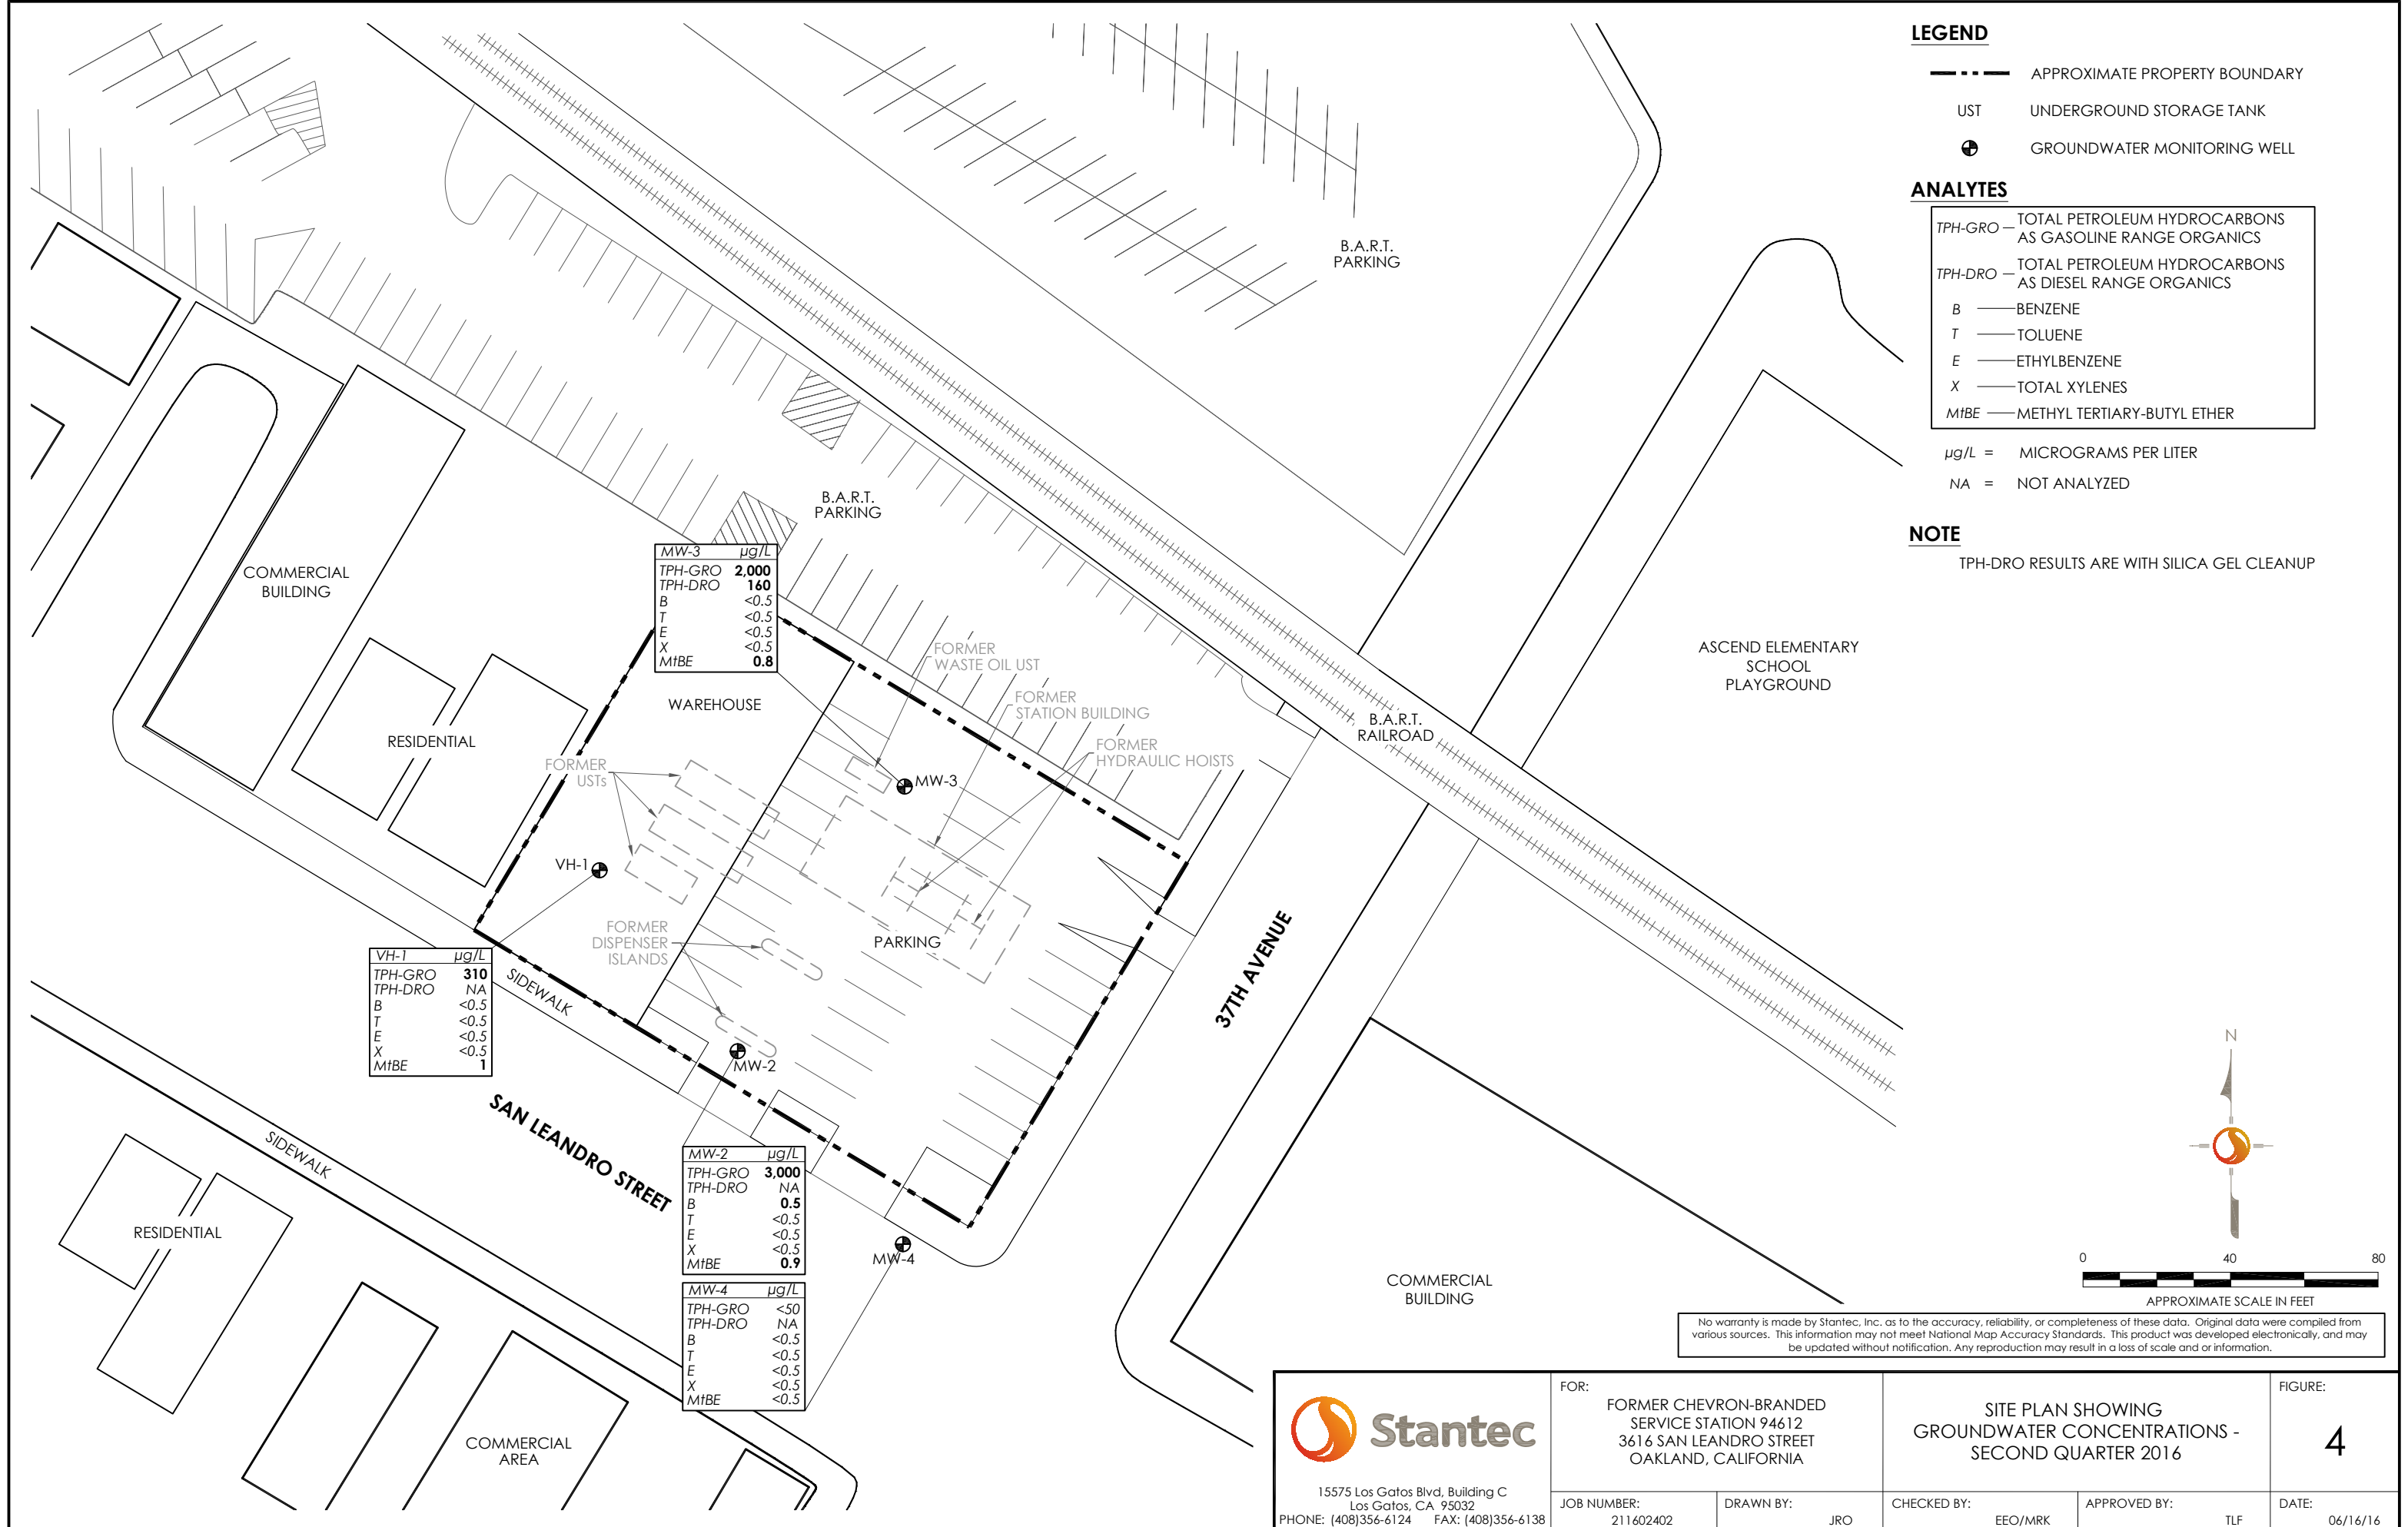 LEGEND
APPROXIMATE PROPERTY BOUNDARY
UST UNDERGROUND STORAGE TANK
GROUNDWATER MONITORING WELL
ANALYTES
TPH-GRO — TOTAL PETROLEUM HYDROCARBONS
AS GASOLINE RANGE ORGANICS
TPH-DRO — TOTAL PETROLEUM HYDROCARBONS
AS DIESEL RANGE ORGANICS
B — BENZENE
T — TOLUENE
E — ETHYLBENZENE
X — TOTAL XYLENES
MtBE — METHYL TERTIARY-BUTYL ETHER
µg/L = MICROGRAMS PER LITER
NA = NOT ANALYZED
NOTE
TPH-DRO RESULTS ARE WITH SILICA GEL CLEANUP
B.A.R.T.
PARKING
B.A.R.T.
PARKING
COMMERCIAL
BUILDING
MW-3 µg/L
TPH-GRO 2,000
TPH-DRO 160
B <0.5
T <0.5
E <0.5
X <0.5
MtBE 0.8
FORMER
WASTE OIL UST
FORMER
STATION BUILDING
FORMER
HYDRAULIC HOISTS
WAREHOUSE
RESIDENTIAL
FORMER
USTs
MW-3
VH-1
FORMER
DISPENSER
ISLANDS
PARKING
ASCEND ELEMENTARY
SCHOOL
PLAYGROUND
B.A.R.T.
RAILROAD
37TH AVENUE
VH-1 µg/L
TPH-GRO 310
TPH-DRO NA
B <0.5
T <0.5
E <0.5
X <0.5
MtBE 1
SIDEWALK
MW-2
SAN LEANDRO STREET
SIDEWALK
RESIDENTIAL
MW-2 µg/L
TPH-GRO 3,000
TPH-DRO NA
B 0.5
T <0.5
E <0.5
X <0.5
MtBE 0.9
MW-4
MW-4 µg/L
TPH-GRO <50
TPH-DRO NA
B <0.5
T <0.5
E <0.5
X <0.5
MtBE <0.5
COMMERCIAL
AREA
COMMERCIAL
BUILDING
N
0 40 80
APPROXIMATE SCALE IN FEET
No warranty is made by Stantec, Inc. as to the accuracy, reliability, or completeness of these data. Original data were compiled from
various sources. This information may not meet National Map Accuracy Standards. This product was developed electronically, and may
be updated without notification. Any reproduction may result in a loss of scale and or information.
Stantec
15575 Los Gatos Blvd, Building C
Los Gatos, CA 95032
PHONE: (408)356-6124 FAX: (408)356-6138
FOR:
FORMER CHEVRON-BRANDED
SERVICE STATION 94612
3616 SAN LEANDRO STREET
OAKLAND, CALIFORNIA
SITE PLAN SHOWING
GROUNDWATER CONCENTRATIONS -
SECOND QUARTER 2016
FIGURE:
4
JOB NUMBER:
211602402
DRAWN BY:
JRO
CHECKED BY:
EEO/MRK
APPROVED BY:
TLF
DATE:
06/16/16